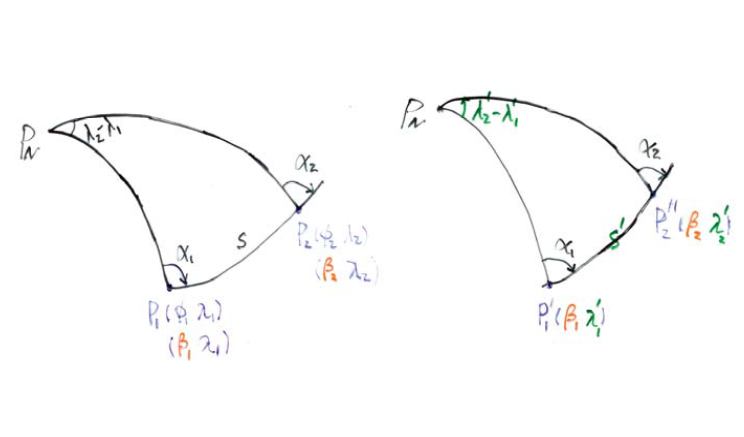 P_N
λ₂-λ₁
α₂
S
P₂(ϕ₂ λ₂)
(β₂ λ₂)
α₁
P₁(ϕ₁ λ₁)
(β₁ λ₁)
P_N
λ₂'-λ₁'
α₂
P₂''(β₂ λ₂')
S'
α₁
P₁'(β₁ λ₁')